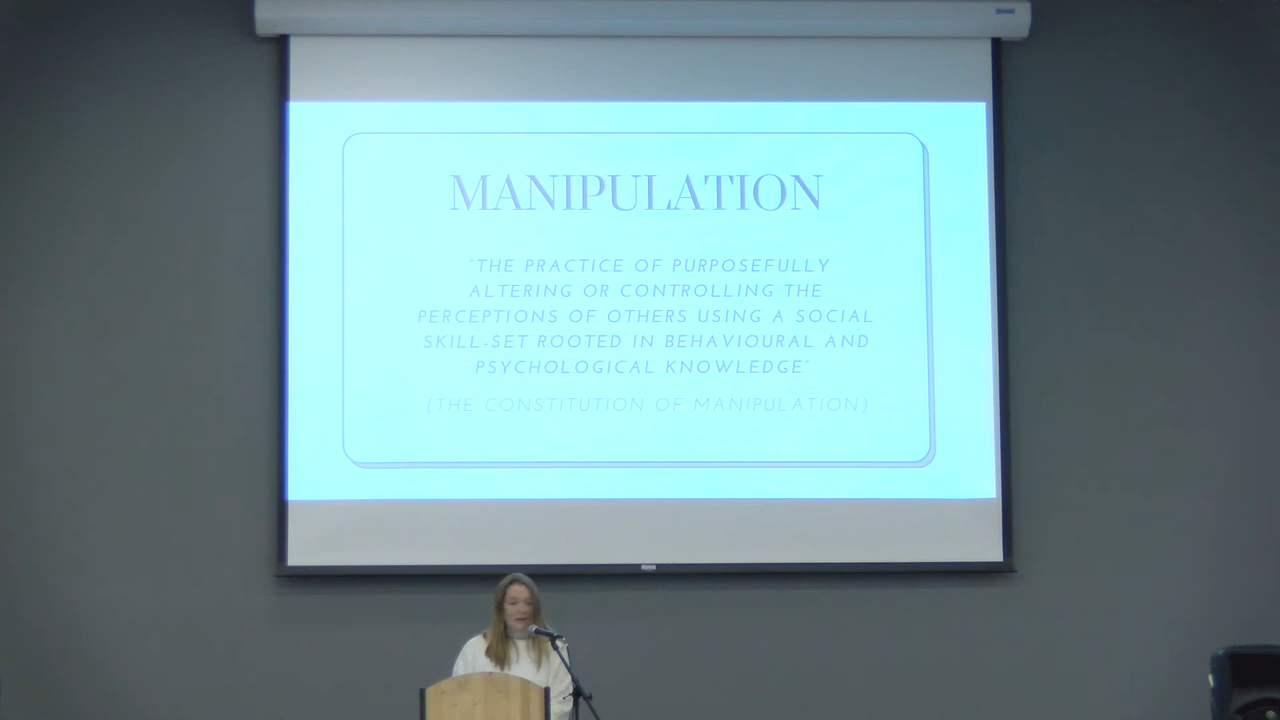 MANIPULATION
"THE PRACTICE OF PURPOSEFULLY
ALTERING OR CONTROLLING THE
PERCEPTIONS OF OTHERS USING A SOCIAL
SKILL-SET ROOTED IN BEHAVIOURAL AND
PSYCHOLOGICAL KNOWLEDGE"
(THE CONSTITUTION OF MANIPULATION)